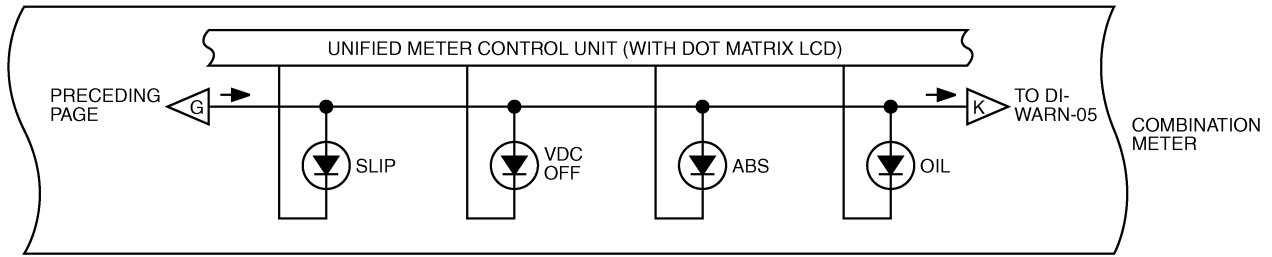 UNIFIED METER CONTROL UNIT (WITH DOT MATRIX LCD)
PRECEDING
PAGE
G
K
TO DI-
WARN-05
COMBINATION
METER
SLIP
VDC
OFF
ABS
OIL